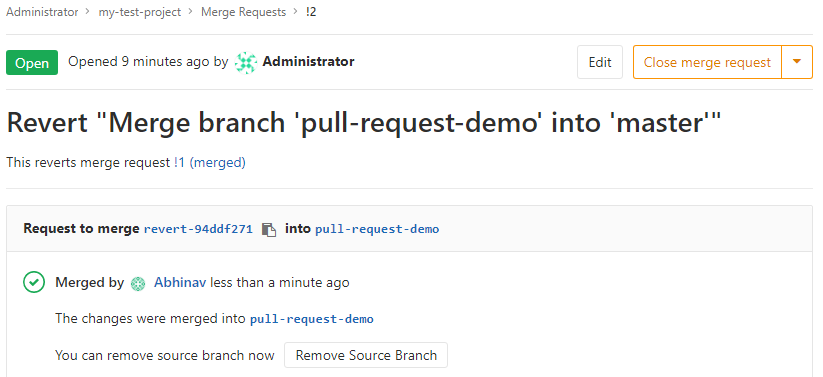 Administrator > my-test-project > Merge Requests > !2
Open Opened 9 minutes ago by Administrator Edit Close merge request
Revert "Merge branch 'pull-request-demo' into 'master'"
This reverts merge request !1 (merged)
Request to merge revert-94ddf271 into pull-request-demo
Merged by Abhinav less than a minute ago
The changes were merged into pull-request-demo
You can remove source branch now Remove Source Branch